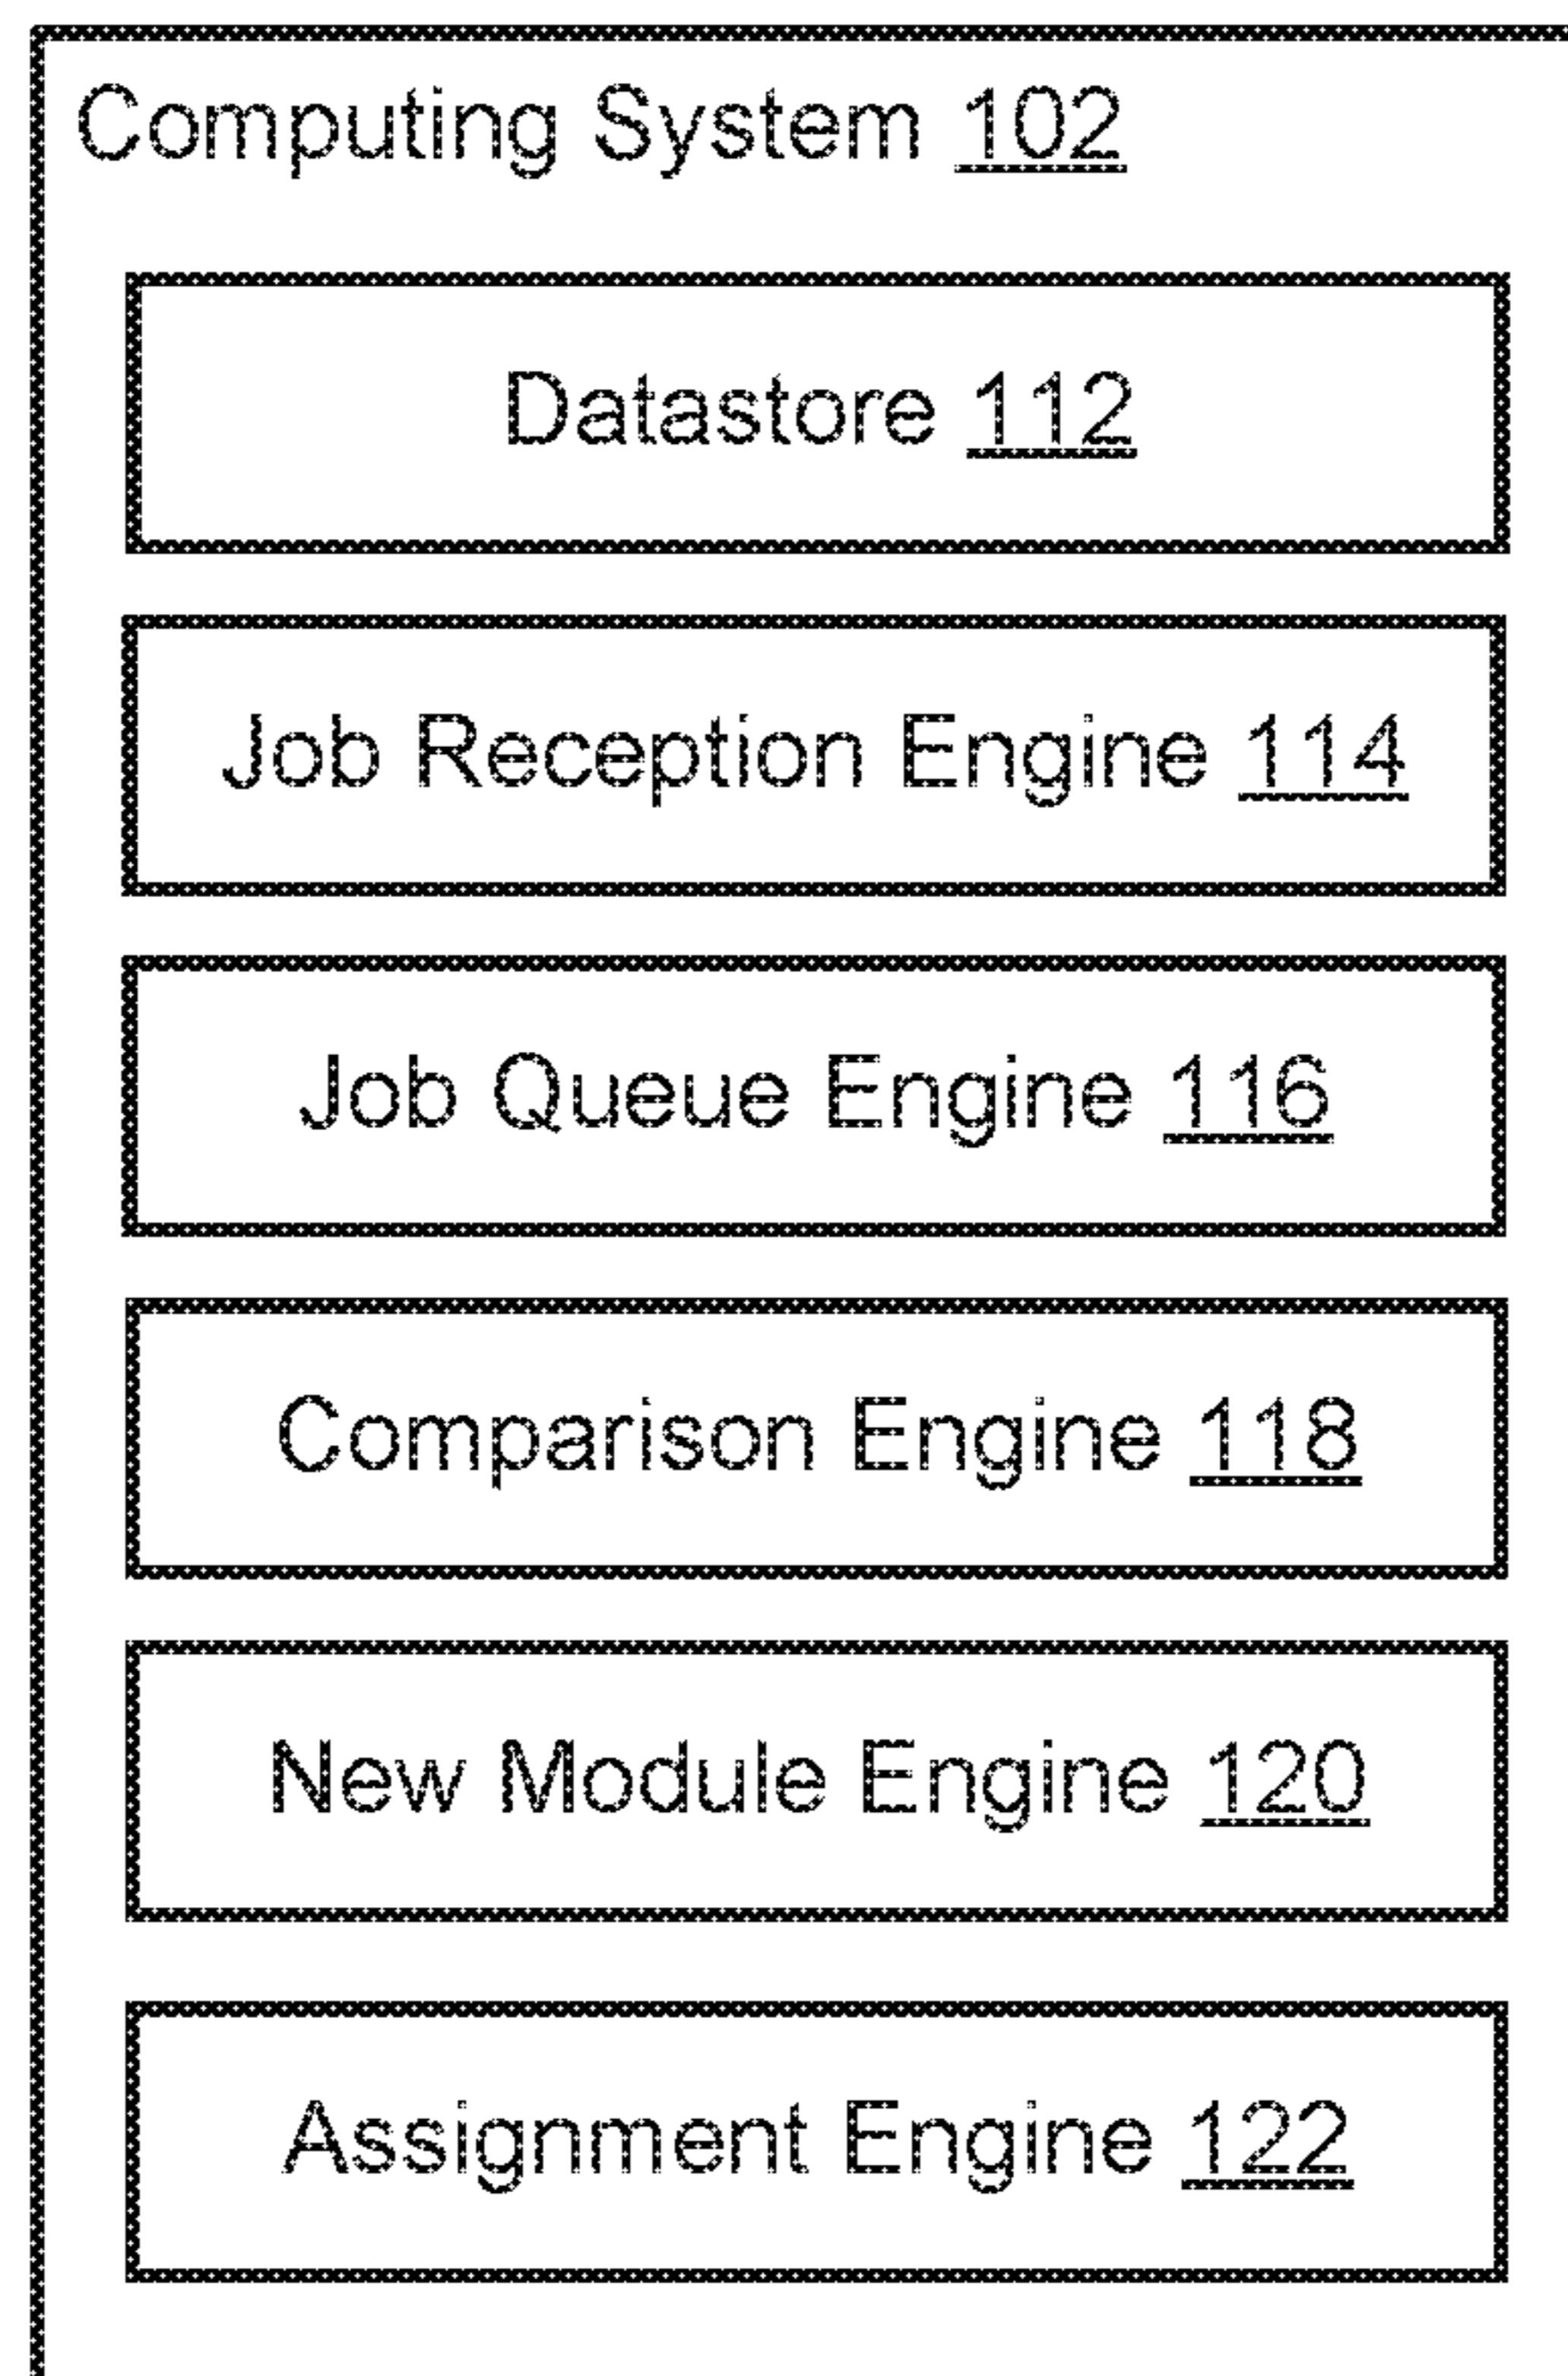 Computing System 102
Datastore 112
Job Reception Engine 114
Job Queue Engine 116
Comparison Engine 118
New Module Engine 120
Assignment Engine 122